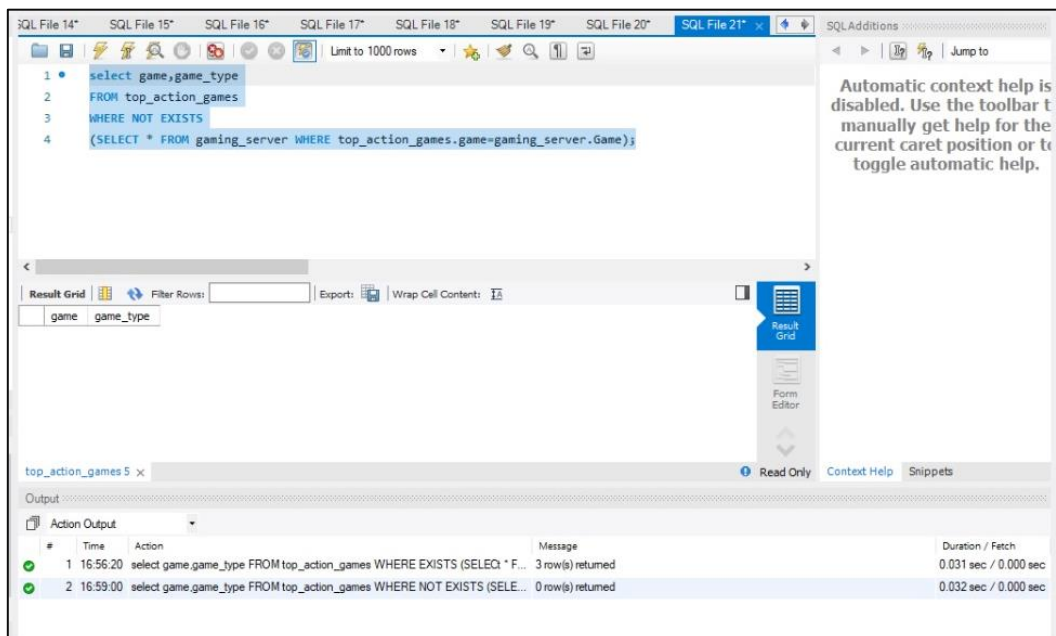 SQL File 14* SQL File 15* SQL File 16* SQL File 17* SQL File 18* SQL File 19* SQL File 20* SQL File 21* SQLAdditions
Limit to 1000 rows Jump to
1 select game,game_type
2 FROM top_action_games
3 WHERE NOT EXISTS
4 (SELECT * FROM gaming_server WHERE top_action_games.game=gaming_server.Game);
Automatic context help is
disabled. Use the toolbar t
manually get help for the
current caret position or to
toggle automatic help.
Result Grid Filter Rows: Export: Wrap Cell Content:
game game_type
Result
Grid
Form
Editor
top_action_games 5 Read Only Context Help Snippets
Output
Action Output
# Time Action Message Duration / Fetch
1 16:56:20 select game,game_type FROM top_action_games WHERE EXISTS (SELECt * F... 3 row(s) returned 0.031 sec / 0.000 sec
2 16:59:00 select game,game_type FROM top_action_games WHERE NOT EXISTS (SELE... 0 row(s) returned 0.032 sec / 0.000 sec